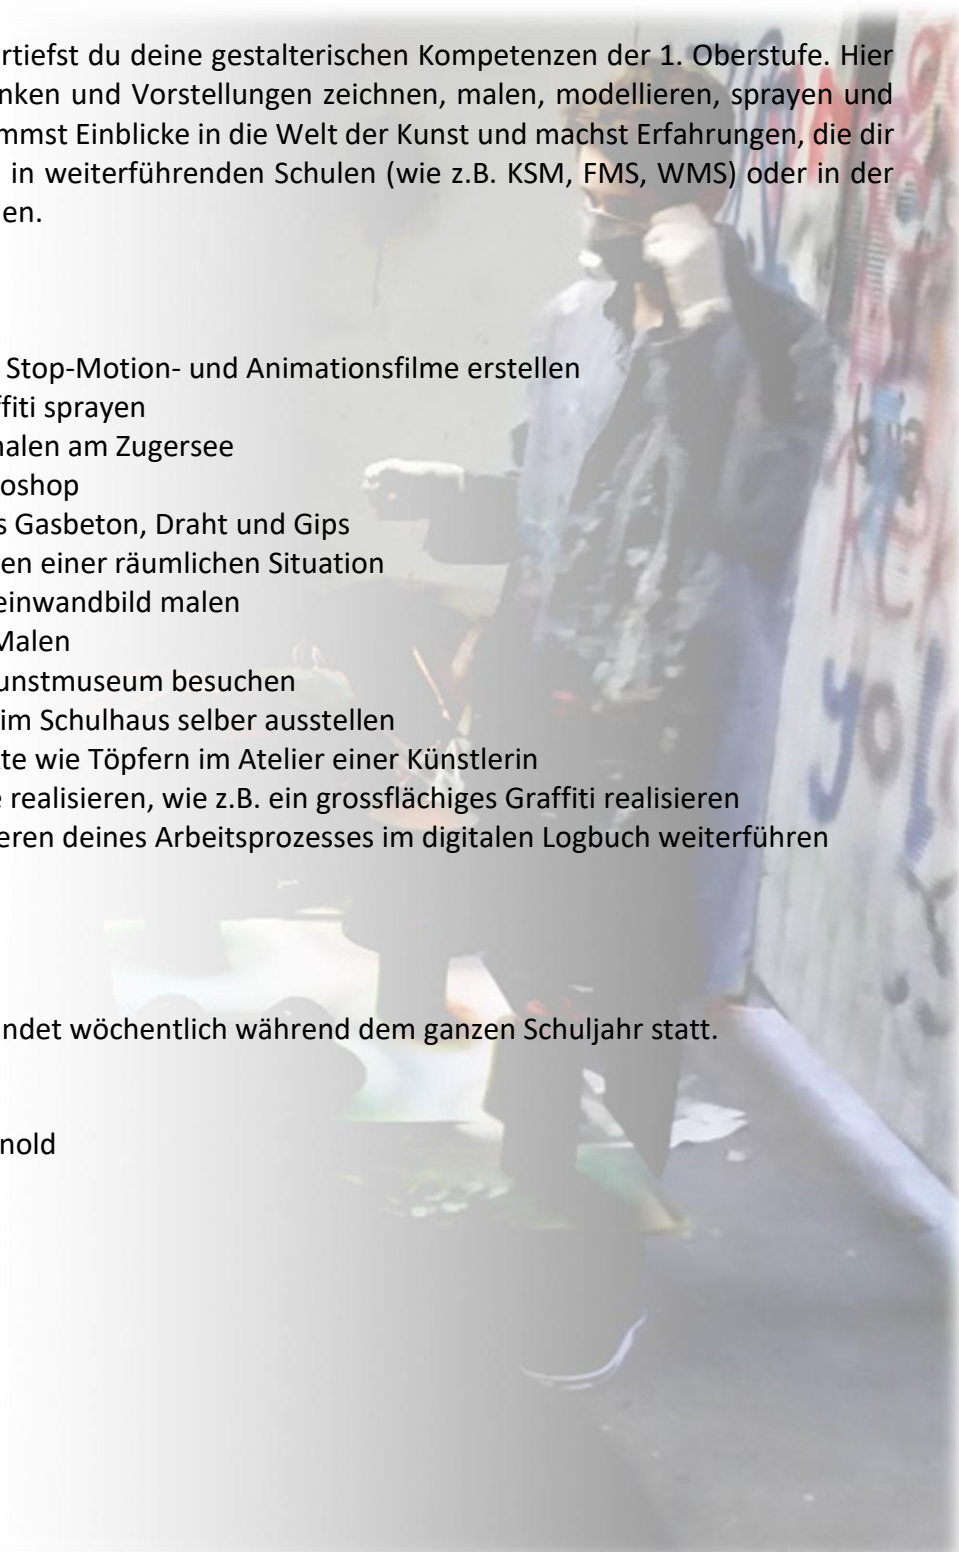 rtiefst du deine gestalterischen Kompetenzen der 1. Oberstufe. Hier
nken und Vorstellungen zeichnen, malen, modellieren, sprayen und
mmst Einblicke in die Welt der Kunst und machst Erfahrungen, die dir
in weiterführenden Schulen (wie z.B. KSM, FMS, WMS) oder in der
en.
Stop-Motion- und Animationsfilme erstellen
ffiti sprayen
nalen am Zugersee
oshop
s Gasbeton, Draht und Gips
en einer räumlichen Situation
einwandbild malen
Malen
unstmuseum besuchen
im Schulhaus selber ausstellen
te wie Töpfern im Atelier einer Künstlerin
e realisieren, wie z.B. ein grossflächiges Graffiti realisieren
eren deines Arbeitsprozesses im digitalen Logbuch weiterführen
ndet wöchentlich während dem ganzen Schuljahr statt.
nold